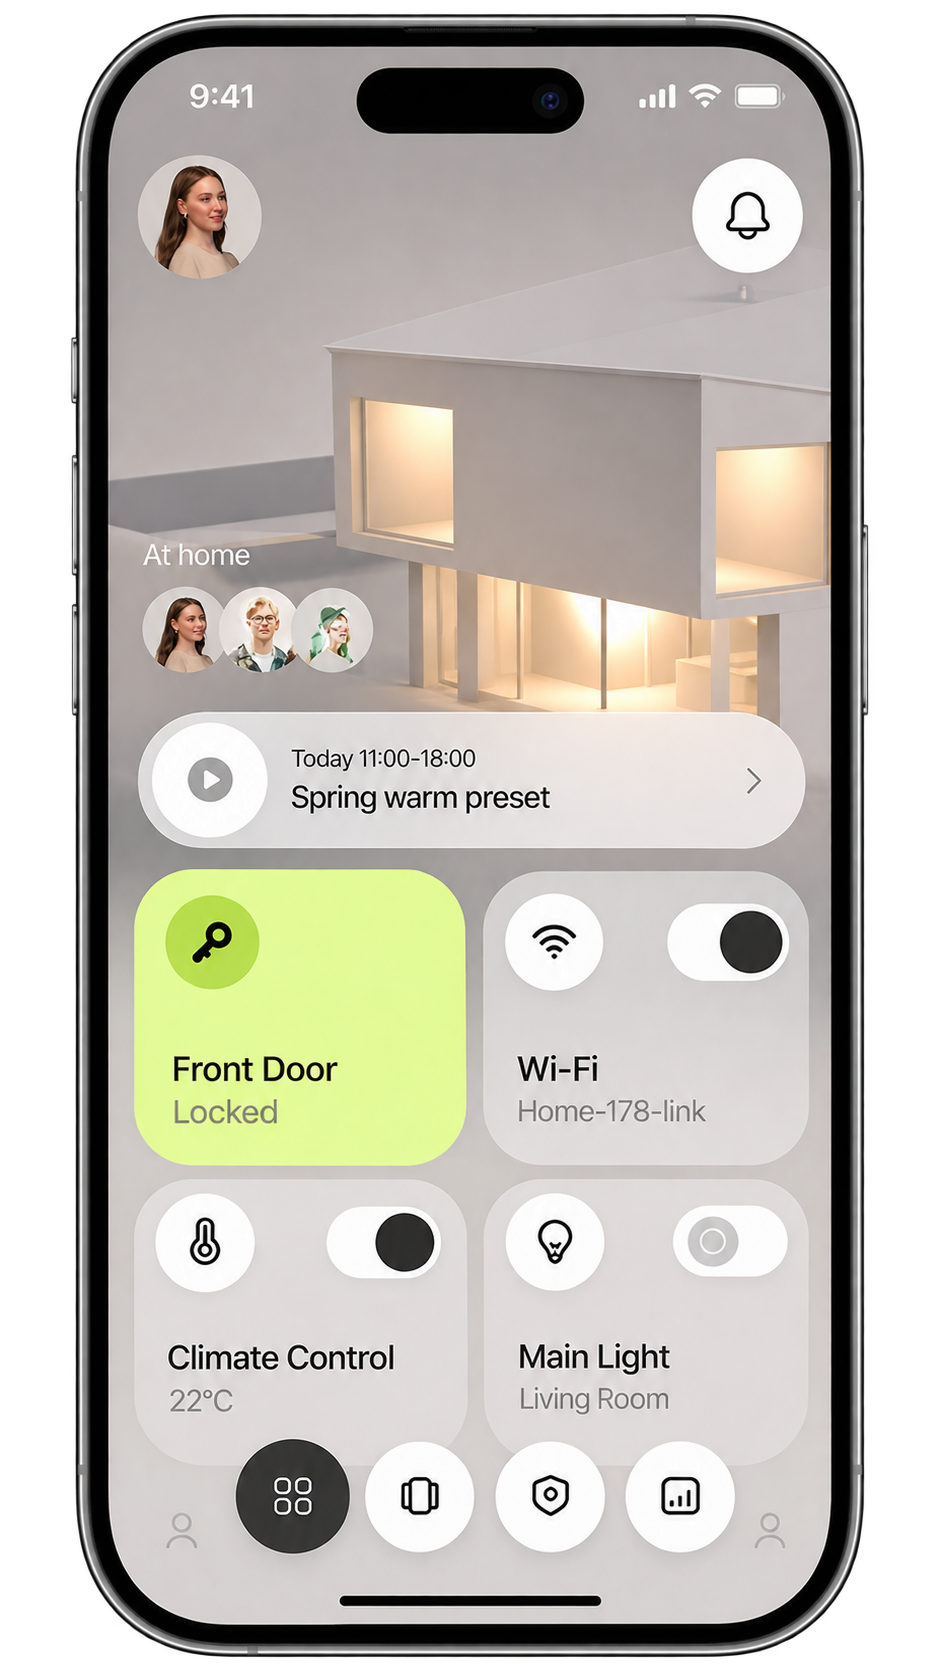 9:41
At home
Today 11:00-18:00
Spring warm preset
Front Door
Locked
Wi-Fi
Home-178-link
Climate Control
22°C
Main Light
Living Room